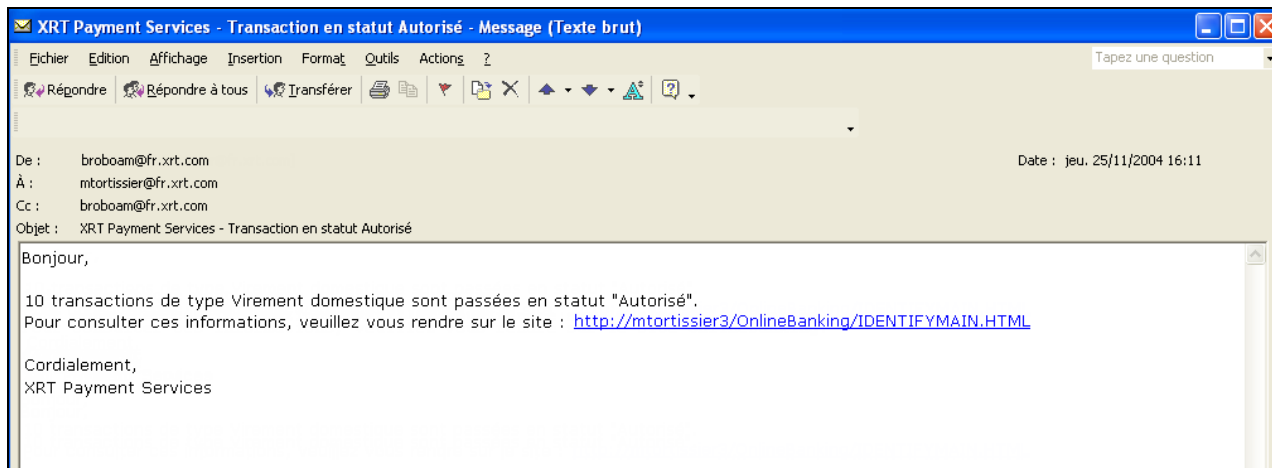 XRT Payment Services - Transaction en statut Autorisé - Message (Texte brut)
Fichier Edition Affichage Insertion Format Outils Actions ? Tapez une question
Répondre Répondre à tous Transférer
De : broboam@fr.xrt.com Date : jeu. 25/11/2004 16:11
À : mtortissier@fr.xrt.com
Cc : broboam@fr.xrt.com
Objet : XRT Payment Services - Transaction en statut Autorisé
Bonjour,
10 transactions de type Virement domestique sont passées en statut "Autorisé".
Pour consulter ces informations, veuillez vous rendre sur le site : http://mtortissier3/OnlineBanking/IDENTIFYMAIN.HTML
Cordialement,
XRT Payment Services